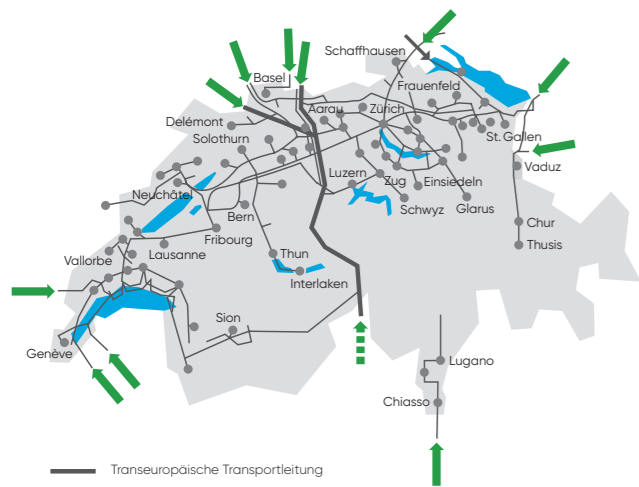 Schaffhausen
Basel
Frauenfeld
Aarau
Zürich
Delémont
Solothurn
St. Gallen
Vaduz
Luzern
Zug
Einsiedeln
Neuchâtel
Schwyz
Glarus
Bern
Fribourg
Chur
Lausanne
Thun
Thusis
Vallorbe
Interlaken
Sion
Genève
Lugano
Chiasso
Transeuropäische Transportleitung